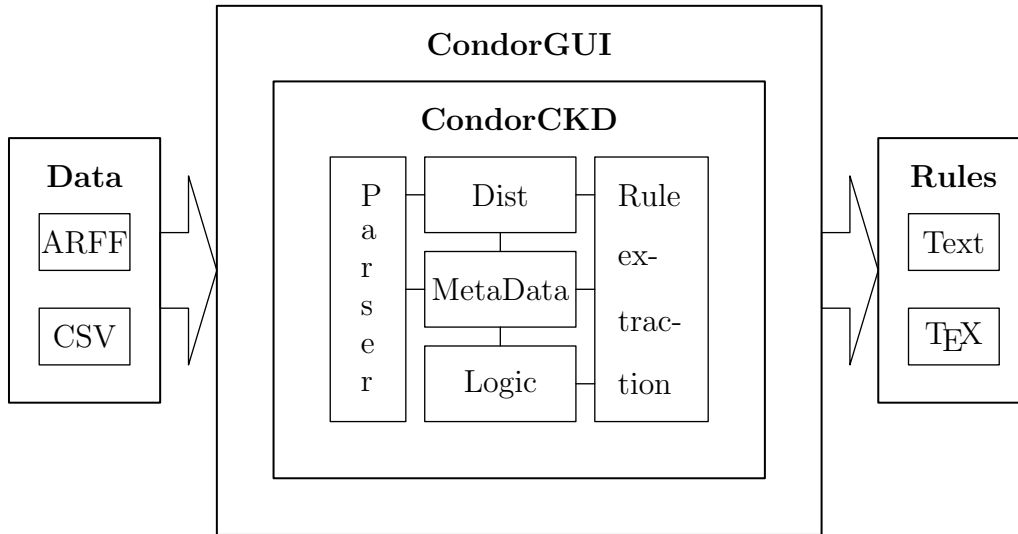 CondorGUI
CondorCKD
Data
ARFF
CSV
P
a
r
s
e
r
Dist
MetaData
Logic
Rule
ex-
trac-
tion
Rules
Text
TEX